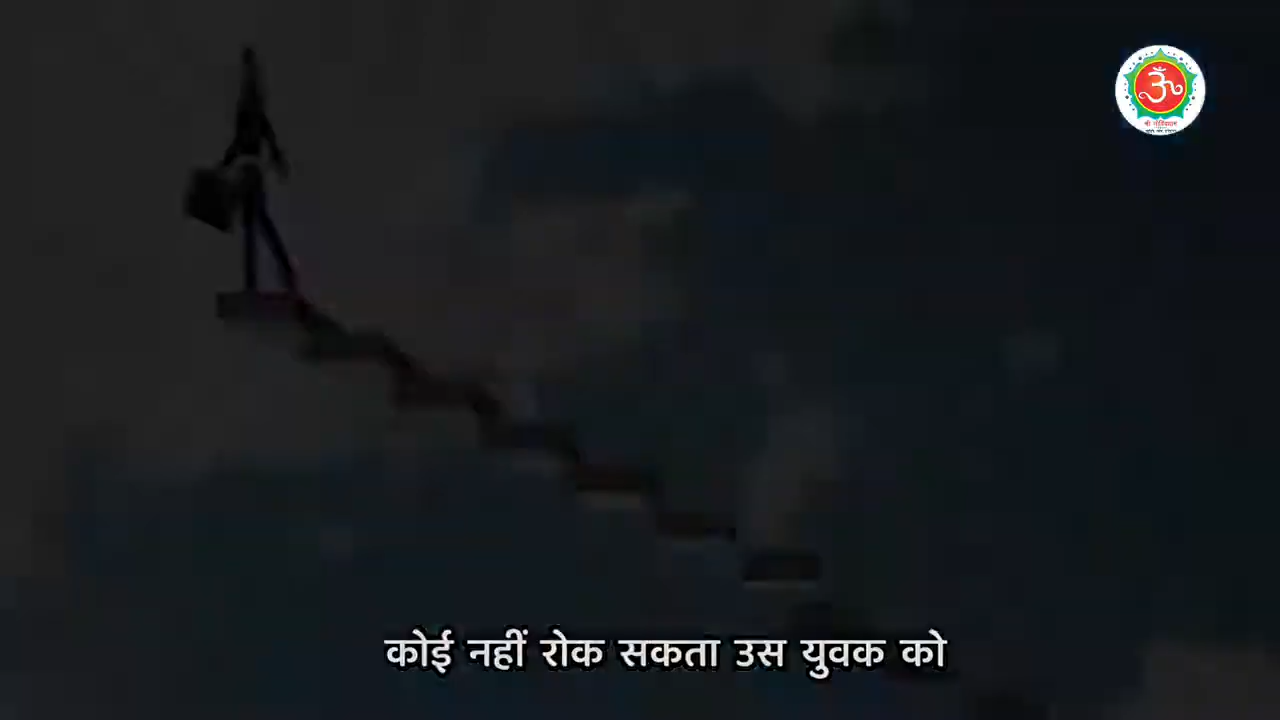 ॐ
कोई नहीं रोक सकता उस युवक को